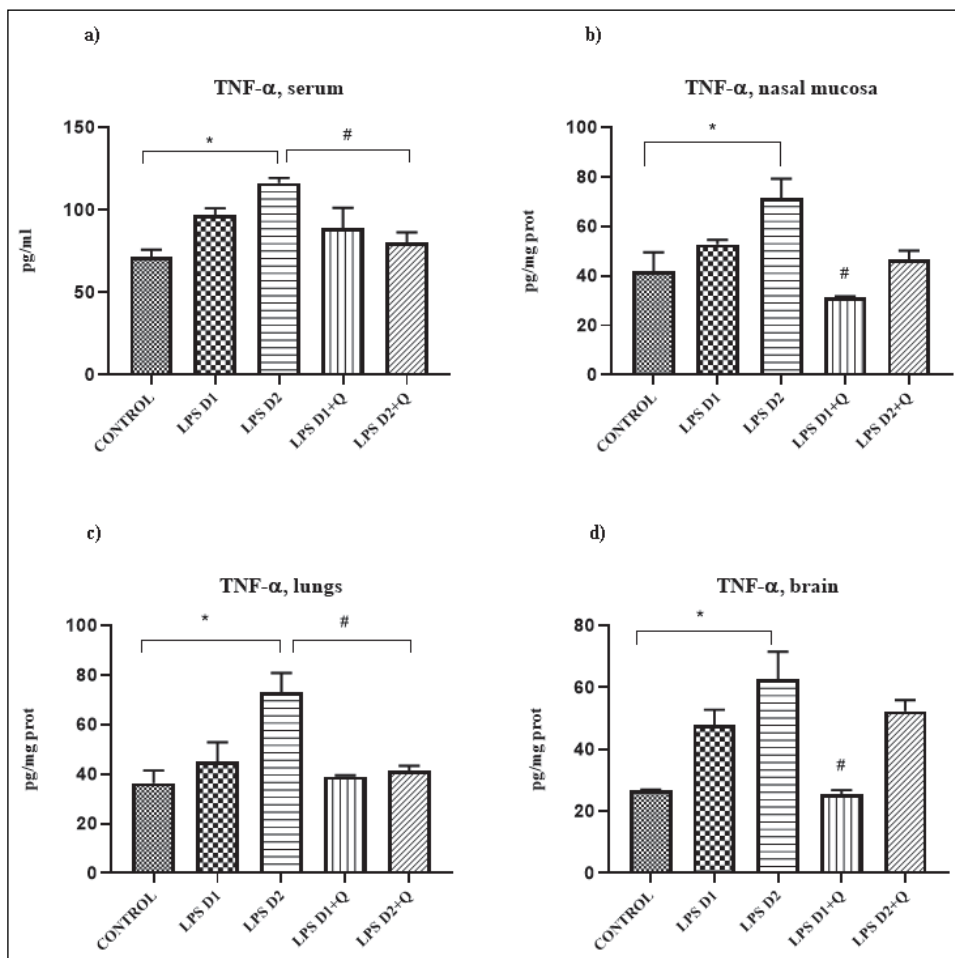 a)
TNF-α, serum
150
100
50
0
pg/ml
*
#
CONTROL
LPS D1
LPS D2
LPS D1+Q
LPS D2+Q
b)
TNF-α, nasal mucosa
100
80
60
40
20
0
pg/mg prot
*
#
CONTROL
LPS D1
LPS D2
LPS D1+Q
LPS D2+Q
c)
TNF-α, lungs
100
80
60
40
20
0
pg/mg prot
*
#
CONTROL
LPS D1
LPS D2
LPS D1+Q
LPS D2+Q
d)
TNF-α, brain
80
60
40
20
0
pg/mg prot
*
#
CONTROL
LPS D1
LPS D2
LPS D1+Q
LPS D2+Q